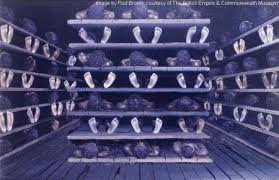 Image by Rod Brown, courtesy of The British Empire & Commonwealth Museum